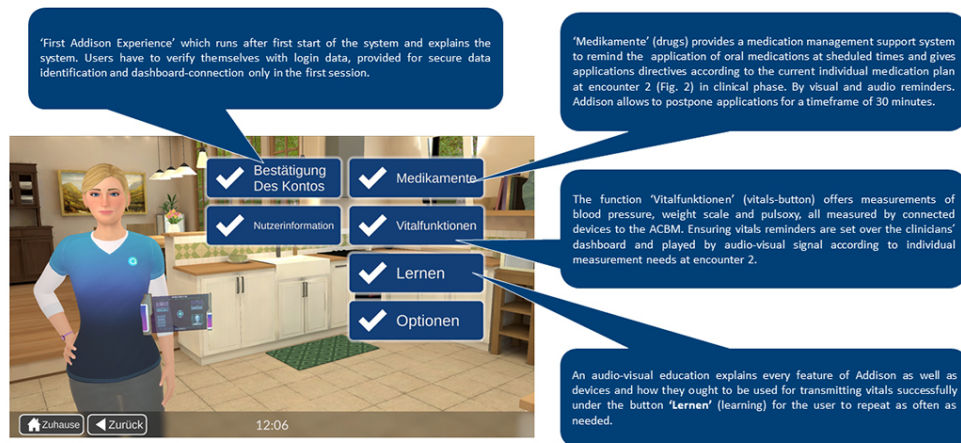 'First Addison Experience' which runs after first start of the system and explains the
system. Users have to verify themselves with login data, provided for secure data
identification and dashboard-connection only in the first session.
'Medikamente' (drugs) provides a medication management support system
to remind the application of oral medications at sheduled times and gives
applications directives according to the current individual medication plan
at encounter 2 (Fig. 2) in clinical phase. By visual and audio reminders.
Addison allows to postpone applications for a timeframe of 30 minutes.
Bestätigung
Des Kontos
Medikamente
Nutzerinformation
Vitalfunktionen
Lernen
Optionen
The function 'Vitalfunktionen' (vitals-button) offers measurements of
blood pressure, weight scale and pulsoxy, all measured by connected
devices to the ACBM. Ensuring vitals reminders are set over the clinicians'
dashboard and played by audio-visual signal according to individual
measurement needs at encounter 2.
An audio-visual education explains every feature of Addison as well as
devices and how they ought to be used for transmitting vitals successfully
under the button 'Lernen' (learning) for the user to repeat as often as
needed.
Zuhause
Zurück
12:06